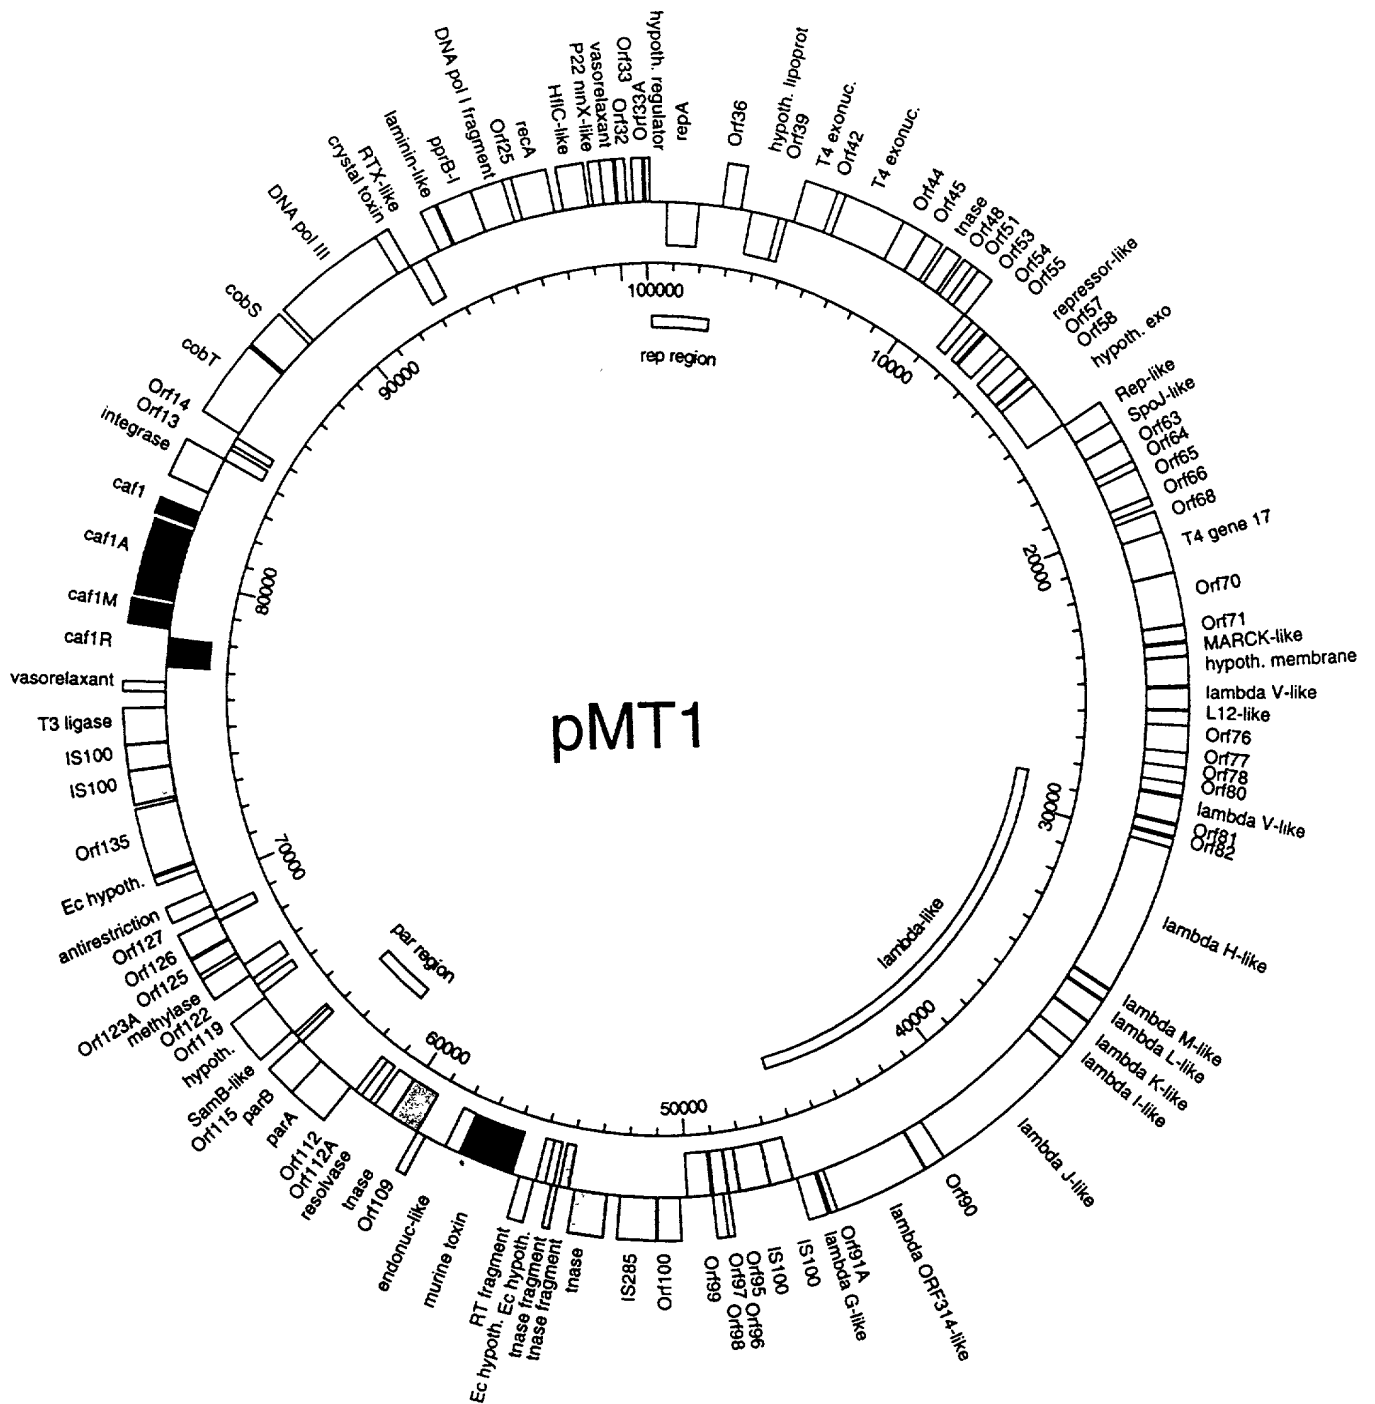 hypoth. regulator
repA
Orf36
hypoth. lipoprot
Orf39
T4 exonuc.
Orf42
T4 exonuc.
Orf44
Orf45
tnase
Orf48
Orf51
Orf53
Orf54
Orf55
repressor-like
Orf57
Orf58
hypoth. exo
Rep-like
SpoJ-like
Orf63
Orf64
Orf65
Orf66
Orf68
T4 gene 17
Orf70
Orf71
MARCK-like
hypoth. membrane
lambda V-like
L12-like
Orf76
Orf77
Orf78
Orf80
lambda V-like
Orf81
Orf82
lambda H-like
lambda M-like
lambda L-like
lambda K-like
lambda I-like
lambda J-like
Orf90
lambda ORF314-like
Orf91A
lambda G-like
IS100
IS100
Orf95 Orf96
Orf97 Orf98
Orf99
Orf100
IS285
tnase
tnase fragment
tnase fragment
Ec hypoth. Ec hypoth.
RT fragment
murine toxin
endonuc-like
Orf109
tnase
resolvase
Orf112A
Orf112
parA
parB
Orf115
SamB-like
hypoth.
Orf119
Orf122
methylase
Orf123A
Orf125
Orf126
Orf127
antirestriction
Ec hypoth.
Orf135
IS100
IS100
T3 ligase
vasorelaxant
caf1R
caf1M
caf1A
caf1
integrase
Orf13
Orf14
cobT
cobS
DNA pol III
crystal toxin
RTX-like
laminin-like
pprB-I
DNA pol I fragment
Orf25
recA
HflC-like
P22 ninX-like
vasorelaxant
Orf32
Orf33
Orf33A
100000
10000
20000
30000
40000
50000
60000
70000
80000
90000
rep region
lambda-like
par region
pMT1